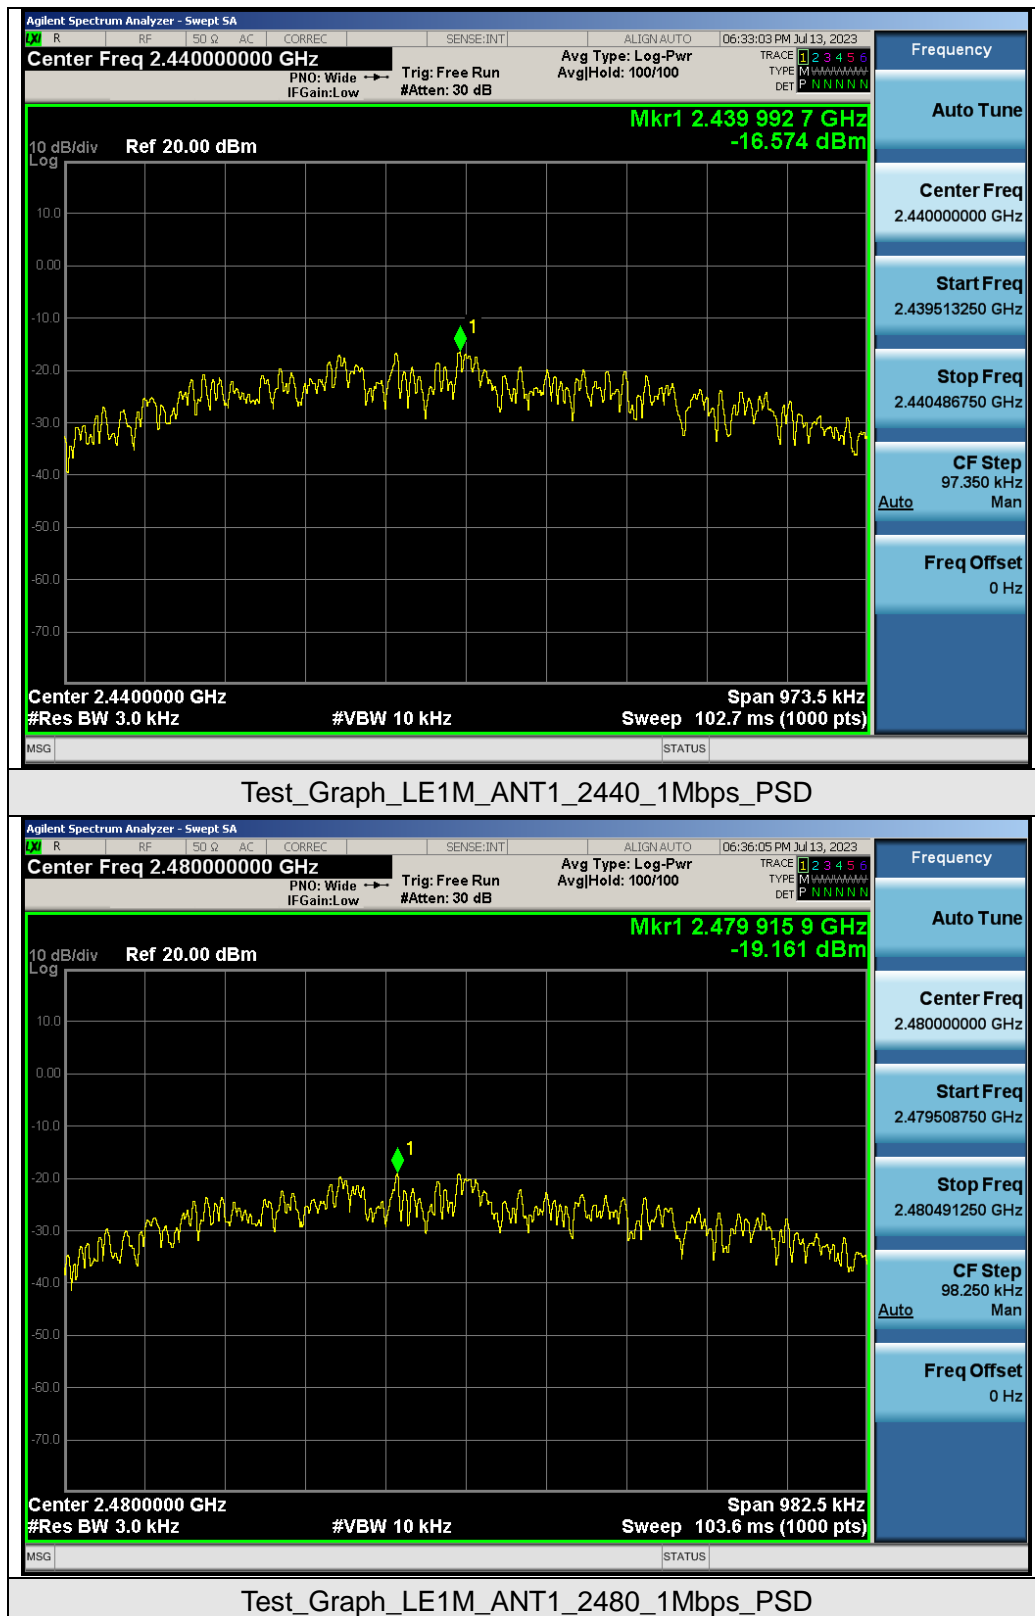 Agilent Spectrum Analyzer - Swept SA
LXI R RF 50 Ω AC CORREC SENSE:INT ALIGN AUTO 06:33:03 PM Jul 13, 2023
Center Freq 2.440000000 GHz
PNO: Wide
IFGain:Low
Trig: Free Run
#Atten: 30 dB
Avg Type: Log-Pwr
Avg|Hold: 100/100
TRACE 1 2 3 4 5 6
TYPE M WWWWW
DET P N N N N N
Mkr1 2.439 992 7 GHz
-16.574 dBm
10 dB/div Ref 20.00 dBm
Log
10.0
0.00
-10.0
-20.0
-30.0
-40.0
-50.0
-60.0
-70.0
1
Center 2.4400000 GHz Span 973.5 kHz
#Res BW 3.0 kHz #VBW 10 kHz Sweep 102.7 ms (1000 pts)
MSG STATUS
Frequency
Auto Tune
Center Freq
2.440000000 GHz
Start Freq
2.439513250 GHz
Stop Freq
2.440486750 GHz
CF Step
97.350 kHz
Auto Man
Freq Offset
0 Hz
Test_Graph_LE1M_ANT1_2440_1Mbps_PSD
Agilent Spectrum Analyzer - Swept SA
LXI R RF 50 Ω AC CORREC SENSE:INT ALIGN AUTO 06:36:05 PM Jul 13, 2023
Center Freq 2.480000000 GHz
PNO: Wide
IFGain:Low
Trig: Free Run
#Atten: 30 dB
Avg Type: Log-Pwr
Avg|Hold: 100/100
TRACE 1 2 3 4 5 6
TYPE M WWWWW
DET P N N N N N
Mkr1 2.479 915 9 GHz
-19.161 dBm
10 dB/div Ref 20.00 dBm
Log
10.0
0.00
-10.0
-20.0
-30.0
-40.0
-50.0
-60.0
-70.0
1
Center 2.4800000 GHz Span 982.5 kHz
#Res BW 3.0 kHz #VBW 10 kHz Sweep 103.6 ms (1000 pts)
MSG STATUS
Frequency
Auto Tune
Center Freq
2.480000000 GHz
Start Freq
2.479508750 GHz
Stop Freq
2.480491250 GHz
CF Step
98.250 kHz
Auto Man
Freq Offset
0 Hz
Test_Graph_LE1M_ANT1_2480_1Mbps_PSD